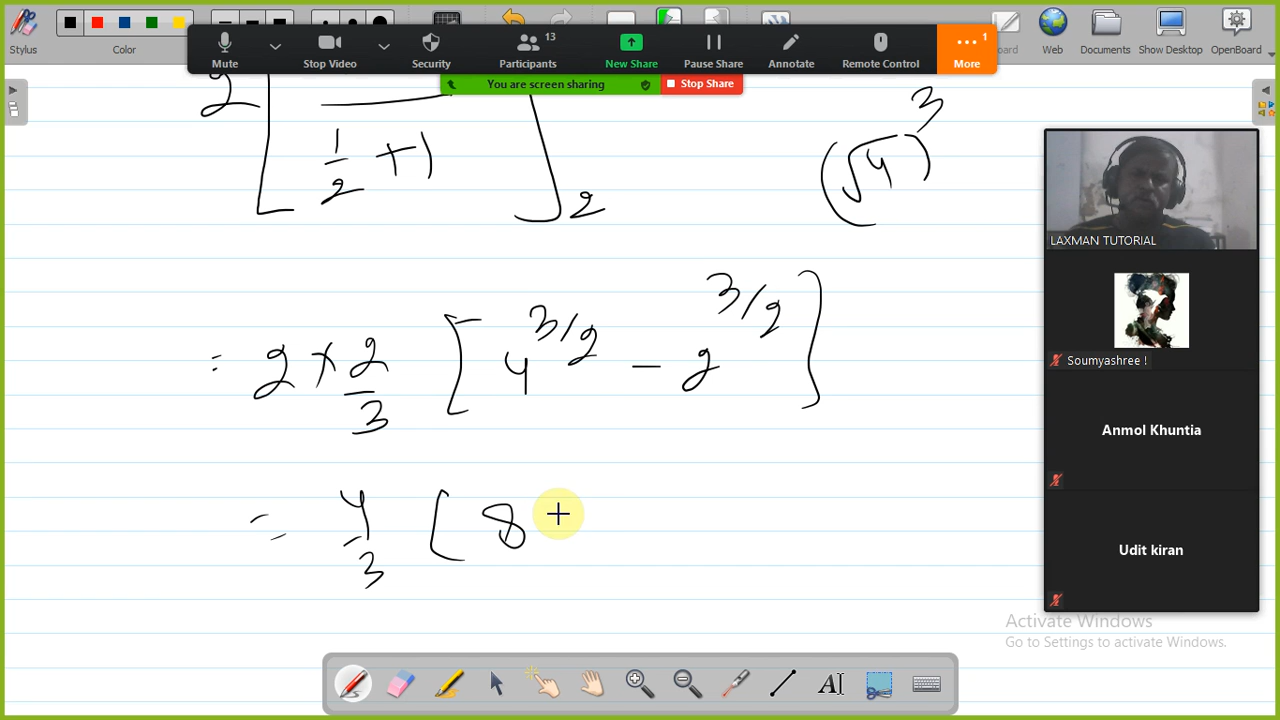 Stylus
Color
Mute
Stop Video
Security
13
Participants
New Share
Pause Share
Annotate
Remote Control
1
More
Web
Documents
Show Desktop
OpenBoard
You are screen sharing
Stop Share
2 [ 1/2 + 1 ] 2
(√4)^3
= 2 × 2/3 [ 4^3/2 - 2^3/2 ]
= 4/3 [ 8
LAXMAN TUTORIAL
Soumyashree !
Anmol Khuntia
Udit kiran
Activate Windows
Go to Settings to activate Windows.